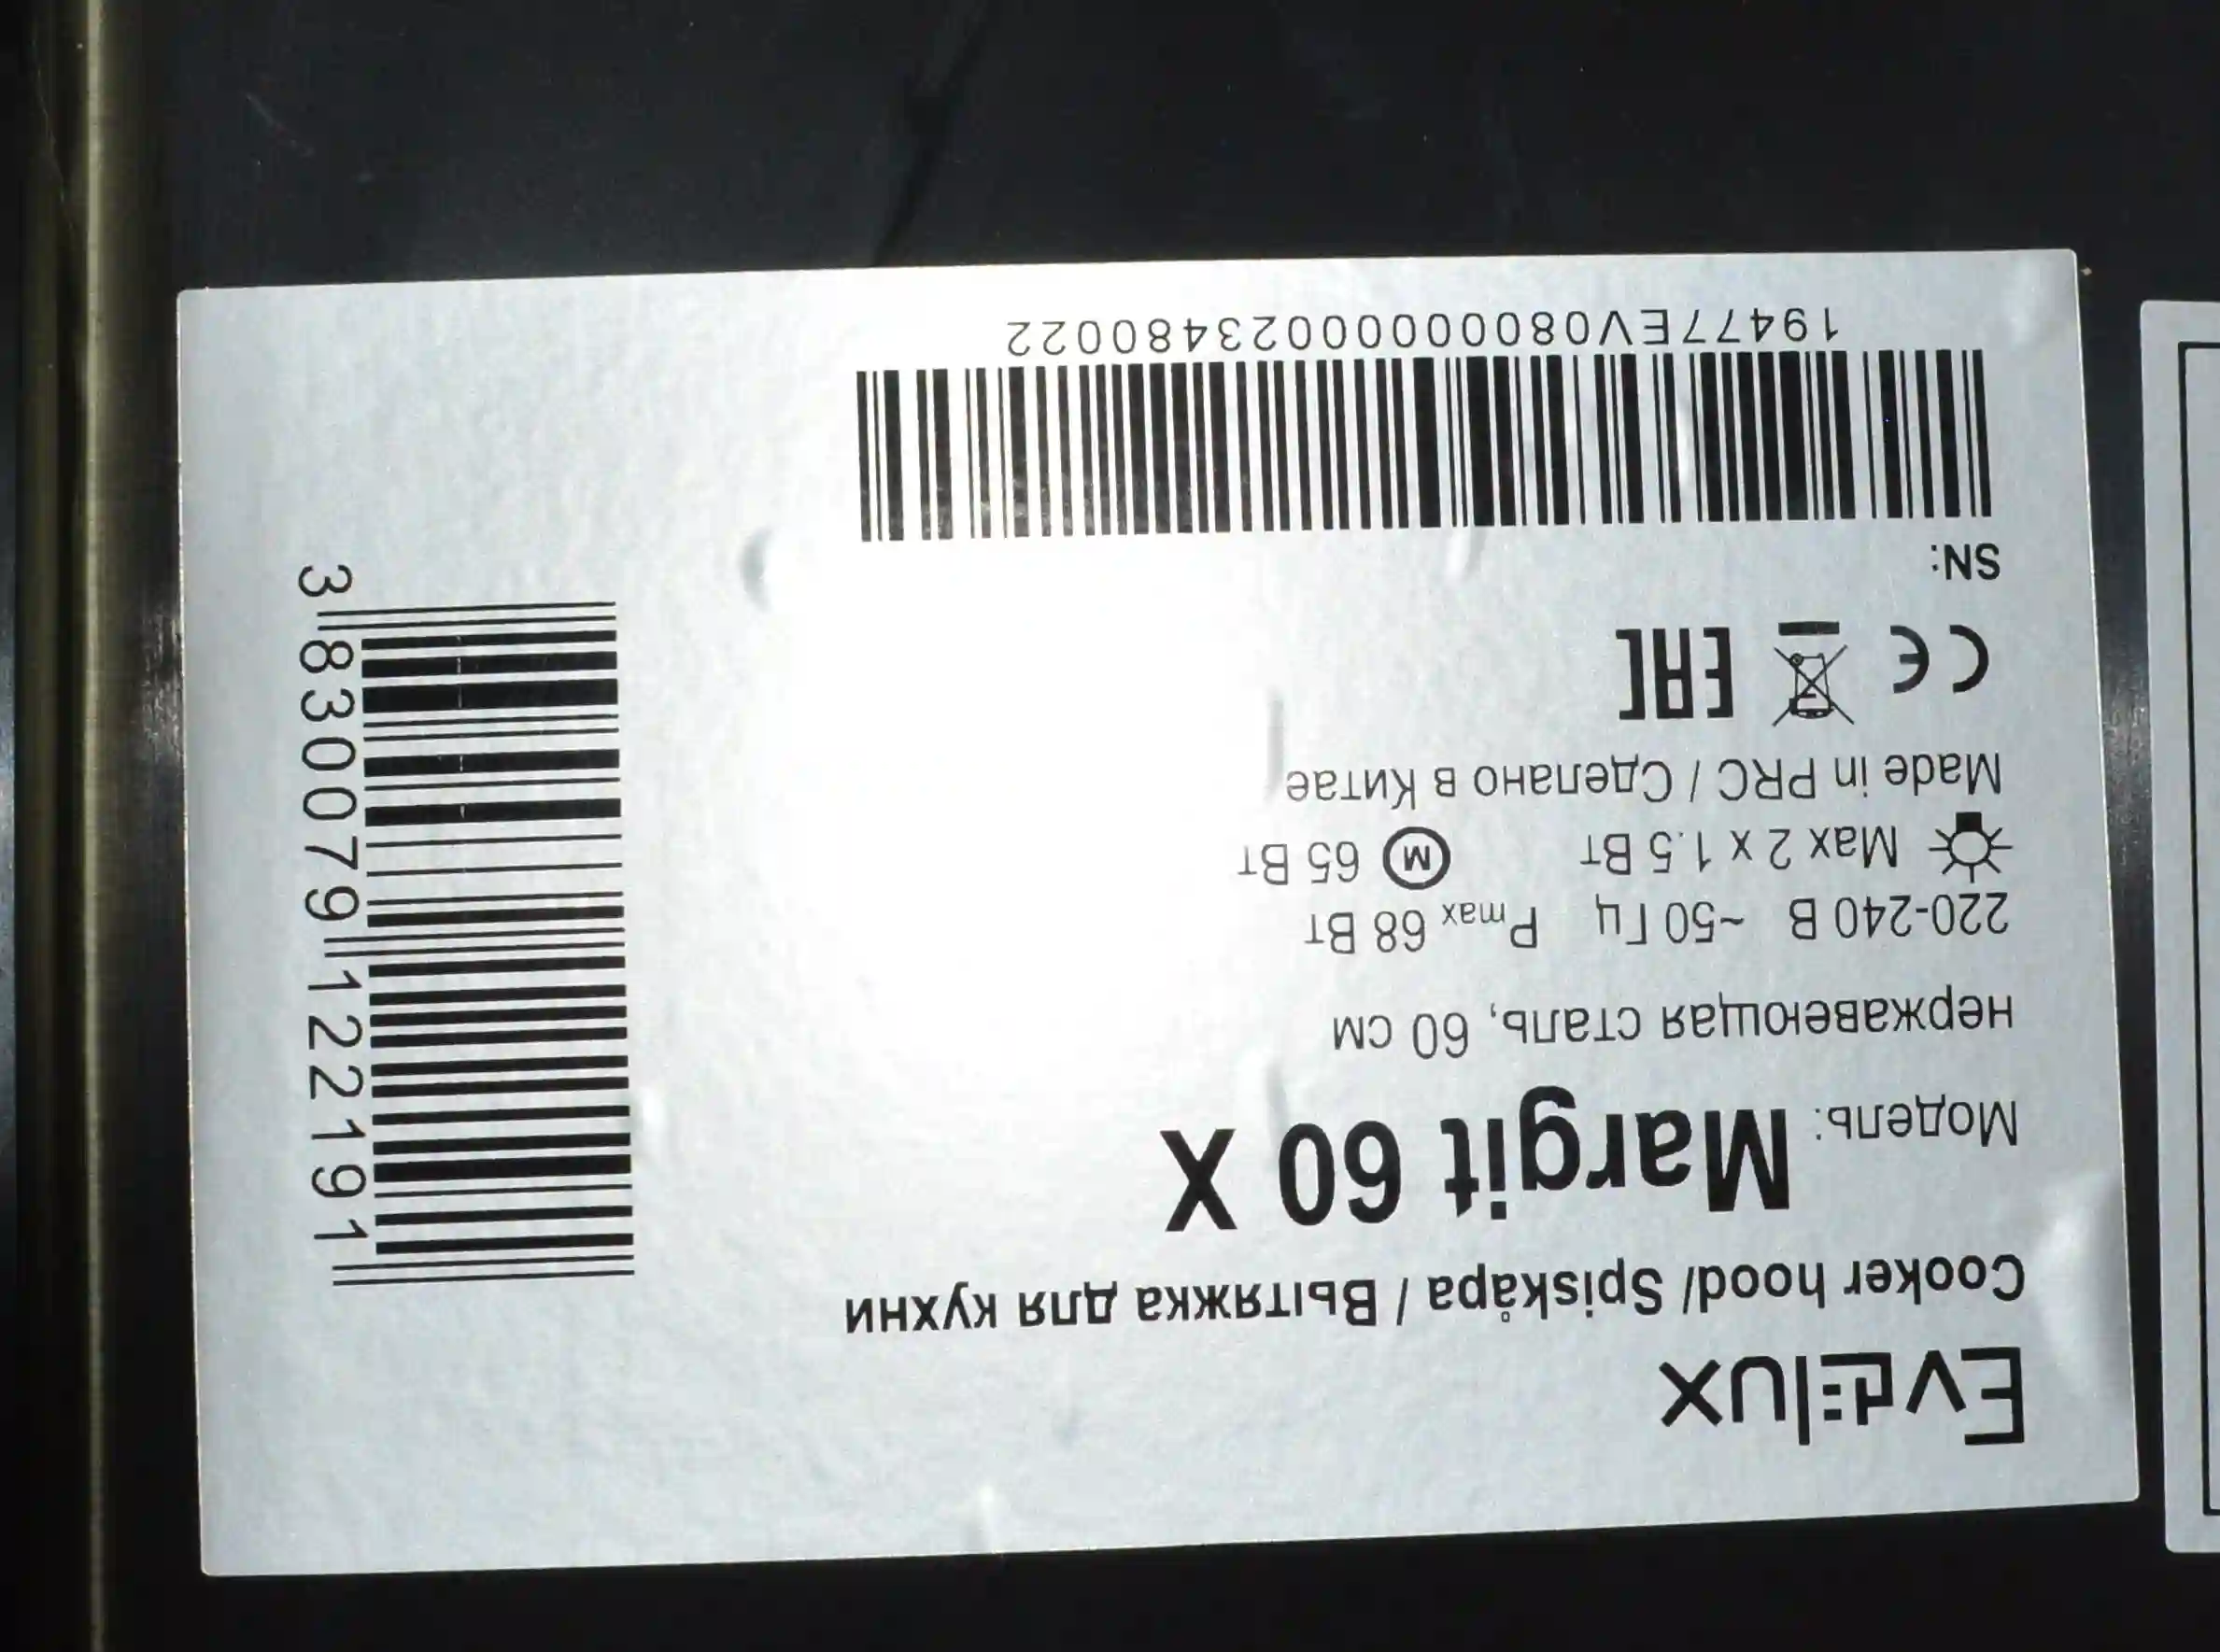 Evelux
Cooker hood/ Spiskåpa / Вытяжка для кухни
Модель: Margit 60 X
нержавеющая сталь, 60 см
220-240 В ~50 Гц Pmax 68 Вт
Max 2 x 1.5 Вт M 65 Вт
Made in PRC / Сделано в Китае
CE EAC
SN:
19477EV08000000023480022
3 830079 122191